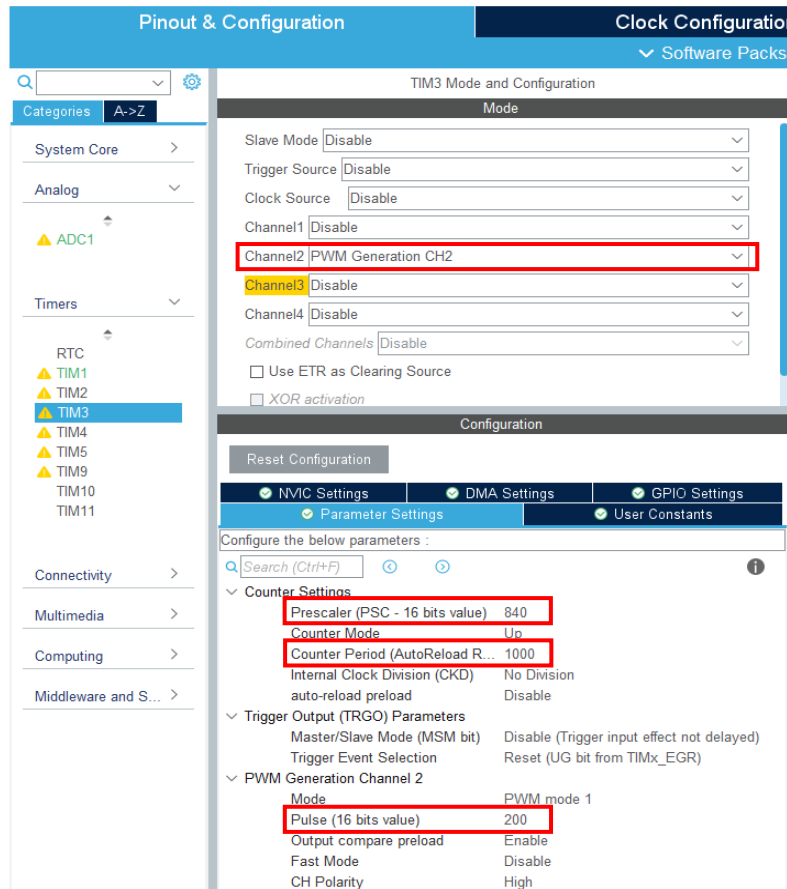 Pinout & Configuration
Clock Configuratio
Software Packs
Categories
A->Z
System Core
Analog
ADC1
Timers
RTC
TIM1
TIM2
TIM3
TIM4
TIM5
TIM9
TIM10
TIM11
Connectivity
Multimedia
Computing
Middleware and S...
TIM3 Mode and Configuration
Mode
Slave Mode Disable
Trigger Source Disable
Clock Source Disable
Channel1 Disable
Channel2 PWM Generation CH2
Channel3 Disable
Channel4 Disable
Combined Channels Disable
Use ETR as Clearing Source
XOR activation
Configuration
Reset Configuration
NVIC Settings
DMA Settings
GPIO Settings
Parameter Settings
User Constants
Configure the below parameters :
Search (Ctrl+F)
Counter Settings
Prescaler (PSC - 16 bits value) 840
Counter Mode Up
Counter Period (AutoReload R... 1000
Internal Clock Division (CKD) No Division
auto-reload preload Disable
Trigger Output (TRGO) Parameters
Master/Slave Mode (MSM bit) Disable (Trigger input effect not delayed)
Trigger Event Selection Reset (UG bit from TIMx_EGR)
PWM Generation Channel 2
Mode PWM mode 1
Pulse (16 bits value) 200
Output compare preload Enable
Fast Mode Disable
CH Polarity High